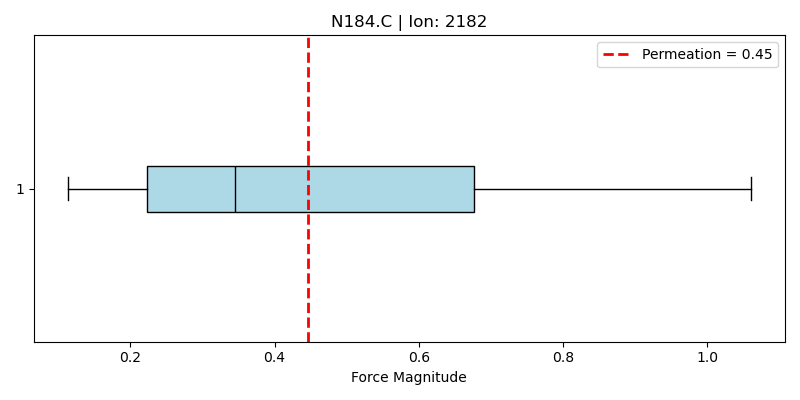 N184.C | Ion: 2182
Permeation = 0.45
1
0.2 0.4 0.6 0.8 1.0
Force Magnitude